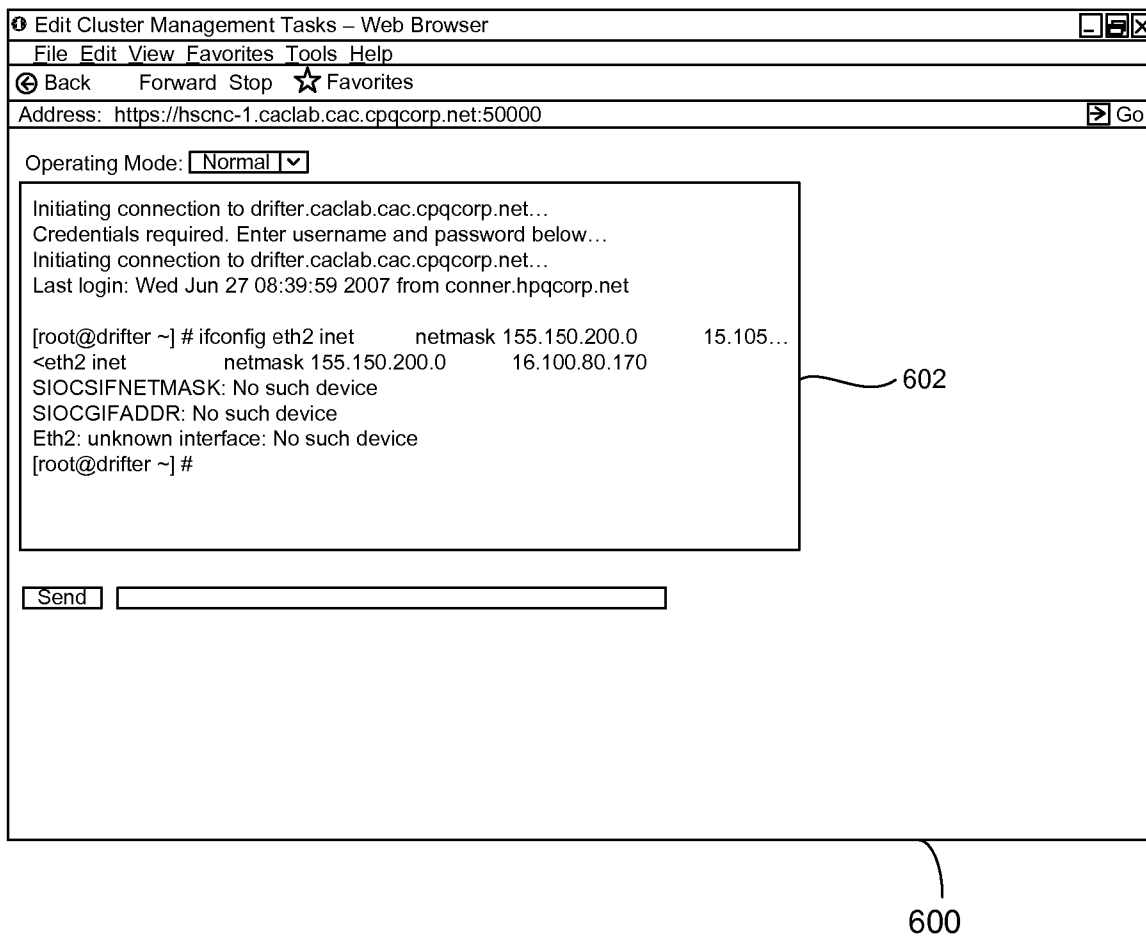 Edit Cluster Management Tasks – Web Browser
File Edit View Favorites Tools Help
Back Forward Stop Favorites
Address: https://hscnc-1.caclab.cac.cpqcorp.net:50000 Go
Operating Mode: Normal
Initiating connection to drifter.caclab.cac.cpqcorp.net...
Credentials required. Enter username and password below...
Initiating connection to drifter.caclab.cac.cpqcorp.net...
Last login: Wed Jun 27 08:39:59 2007 from conner.hpqcorp.net
[root@drifter ~] # ifconfig eth2 inet netmask 155.150.200.0 15.105...
<eth2 inet netmask 155.150.200.0 16.100.80.170
SIOCSIFNETMASK: No such device
SIOCGIFADDR: No such device
Eth2: unknown interface: No such device
[root@drifter ~] #
602
Send
600